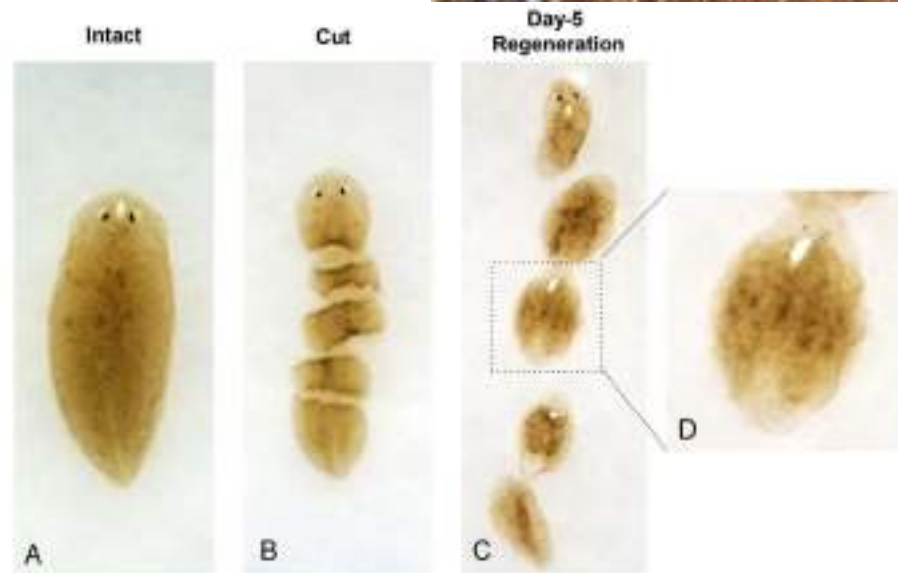 Intact
Cut
Day-5
Regeneration
A
B
C
D